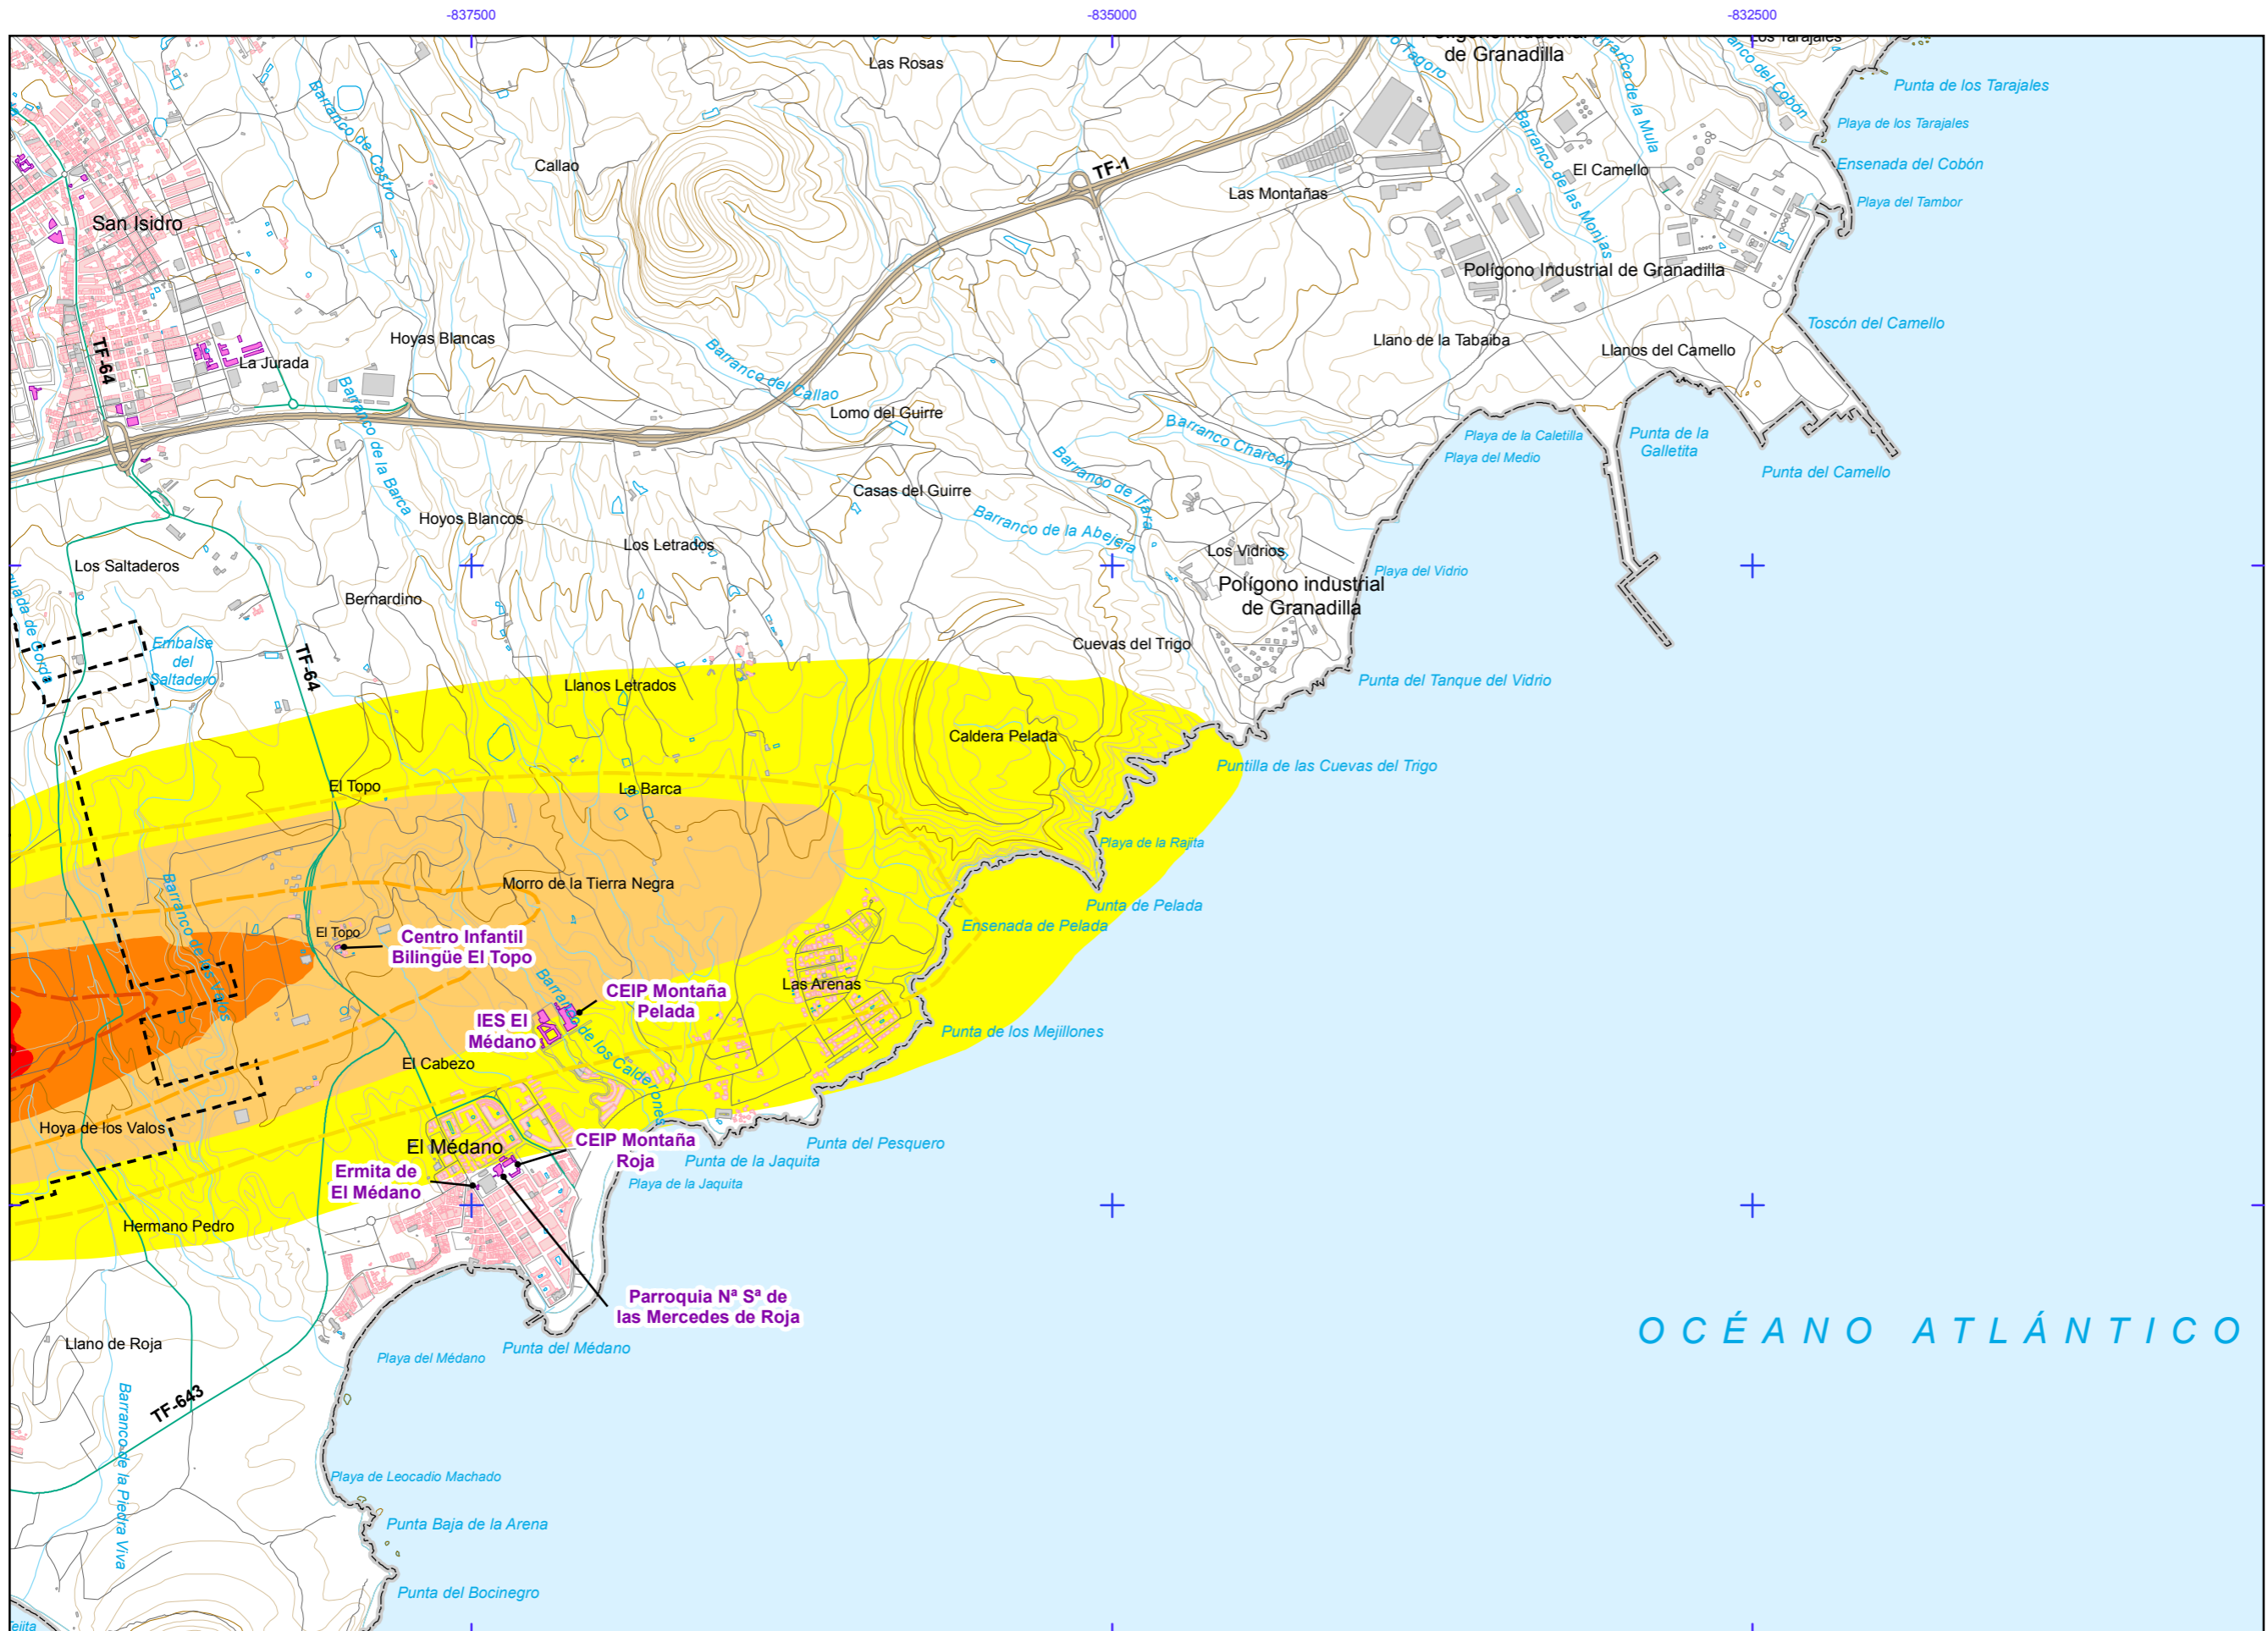 -837500
-835000
-832500
Polígono Industrial
de Granadilla
Los Tarajales
Las Rosas
Barranco del Cobón
Punta de los Tarajales
Barranco de Castro
Barranco de la Mula
Playa de los Tarajales
Callao
TF-1
Barranco de las Monjas
El Camello
Ensenada del Cobón
Las Montañas
Playa del Tambor
San Isidro
Polígono Industrial de Granadilla
Toscón del Camello
Hoyas Blancas
Llano de la Tabaiba
Llanos del Camello
TF-64
La Jurada
Barranco del Callao
Barranco de la Barca
Lomo del Guirre
Barranco Charcón
Playa de la Caletilla
Playa del Medio
Punta de la
Galletita
Punta del Camello
Barranco de Ifara
Casas del Guirre
Hoyos Blancos
Barranco de la Abejera
Los Letrados
Los Vidrios
Los Saltaderos
Playa del Vidrio
Polígono industrial
de Granadilla
Bernardino
Embalse
del
Saltadero
TF-64
Cuevas del Trigo
Llanos Letrados
Punta del Tanque del Vidrio
Caldera Pelada
Puntilla de las Cuevas del Trigo
El Topo
La Barca
Playa de la Rajita
Barranco de los Valos
Morro de la Tierra Negra
Punta de Pelada
Ensenada de Pelada
El Topo
Centro Infantil
Bilingüe El Topo
Barranco de los Calderones
CEIP Montaña
Pelada
Las Arenas
IES El
Médano
Punta de los Mejillones
El Cabezo
Hoya de los Valos
El Médano
CEIP Montaña
Roja
Punta del Pesquero
Punta de la Jaquita
Ermita de
El Médano
Playa de la Jaquita
Hermano Pedro
Parroquia Nª Sª de
las Mercedes de Roja
OCÉANO ATLÁNTICO
Llano de Roja
Punta del Médano
Playa del Médano
TF-643
Barranco de la Piedra Viva
Playa de Leocadio Machado
Punta Baja de la Arena
Punta del Bocinegro